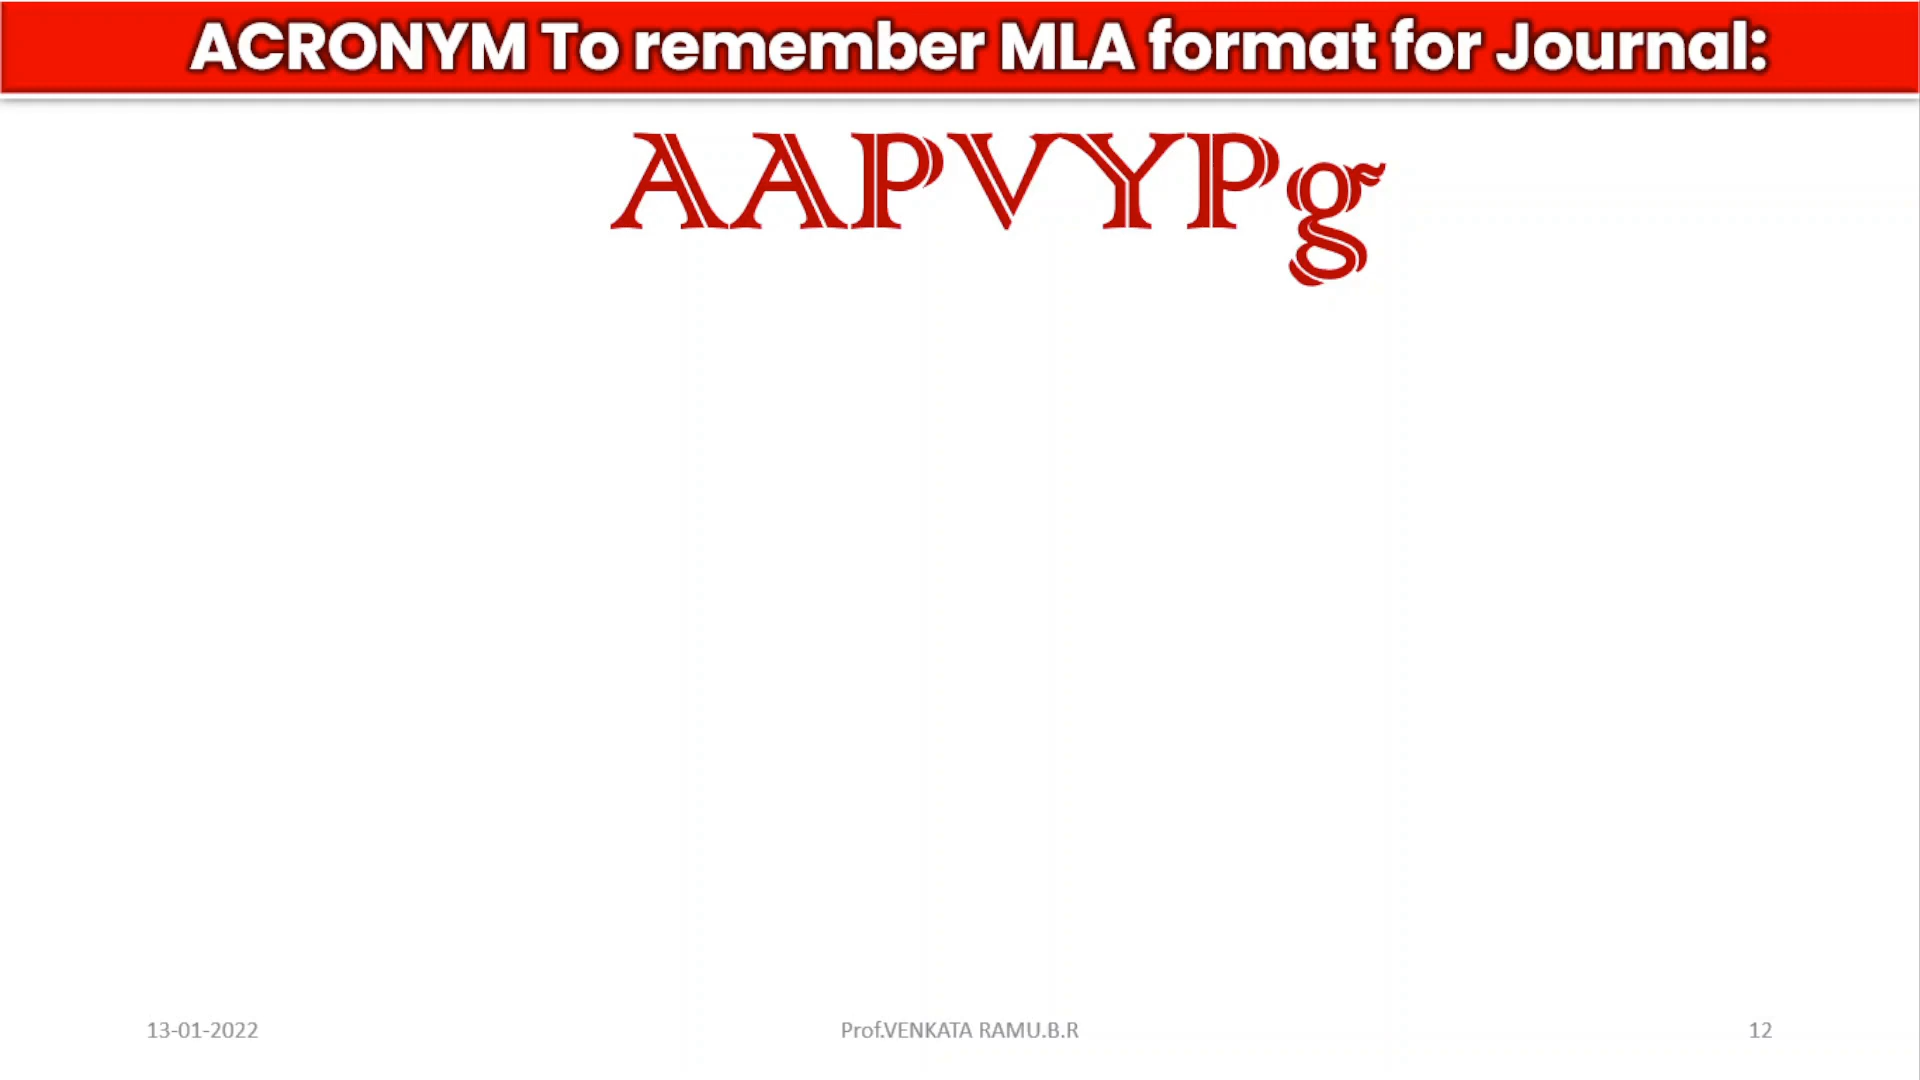 ACRONYM To remember MLA format for Journal:
AAPVYPg
13-01-2022
Prof.VENKATA RAMU.B.R
12